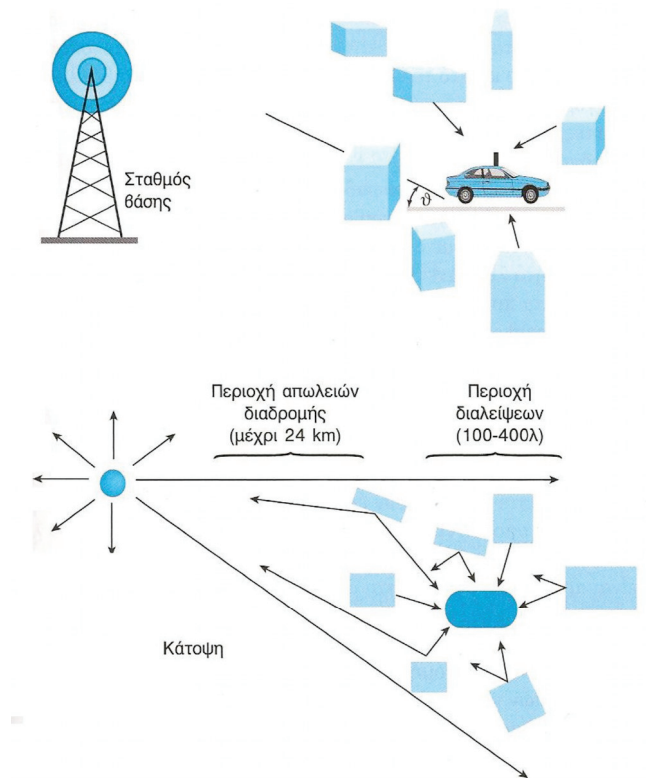 Σταθμός
βάσης
ϑ
Περιοχή απωλειών
διαδρομής
(μέχρι 24 km)
Περιοχή
διαλείψεων
(100-400λ)
Κάτοψη